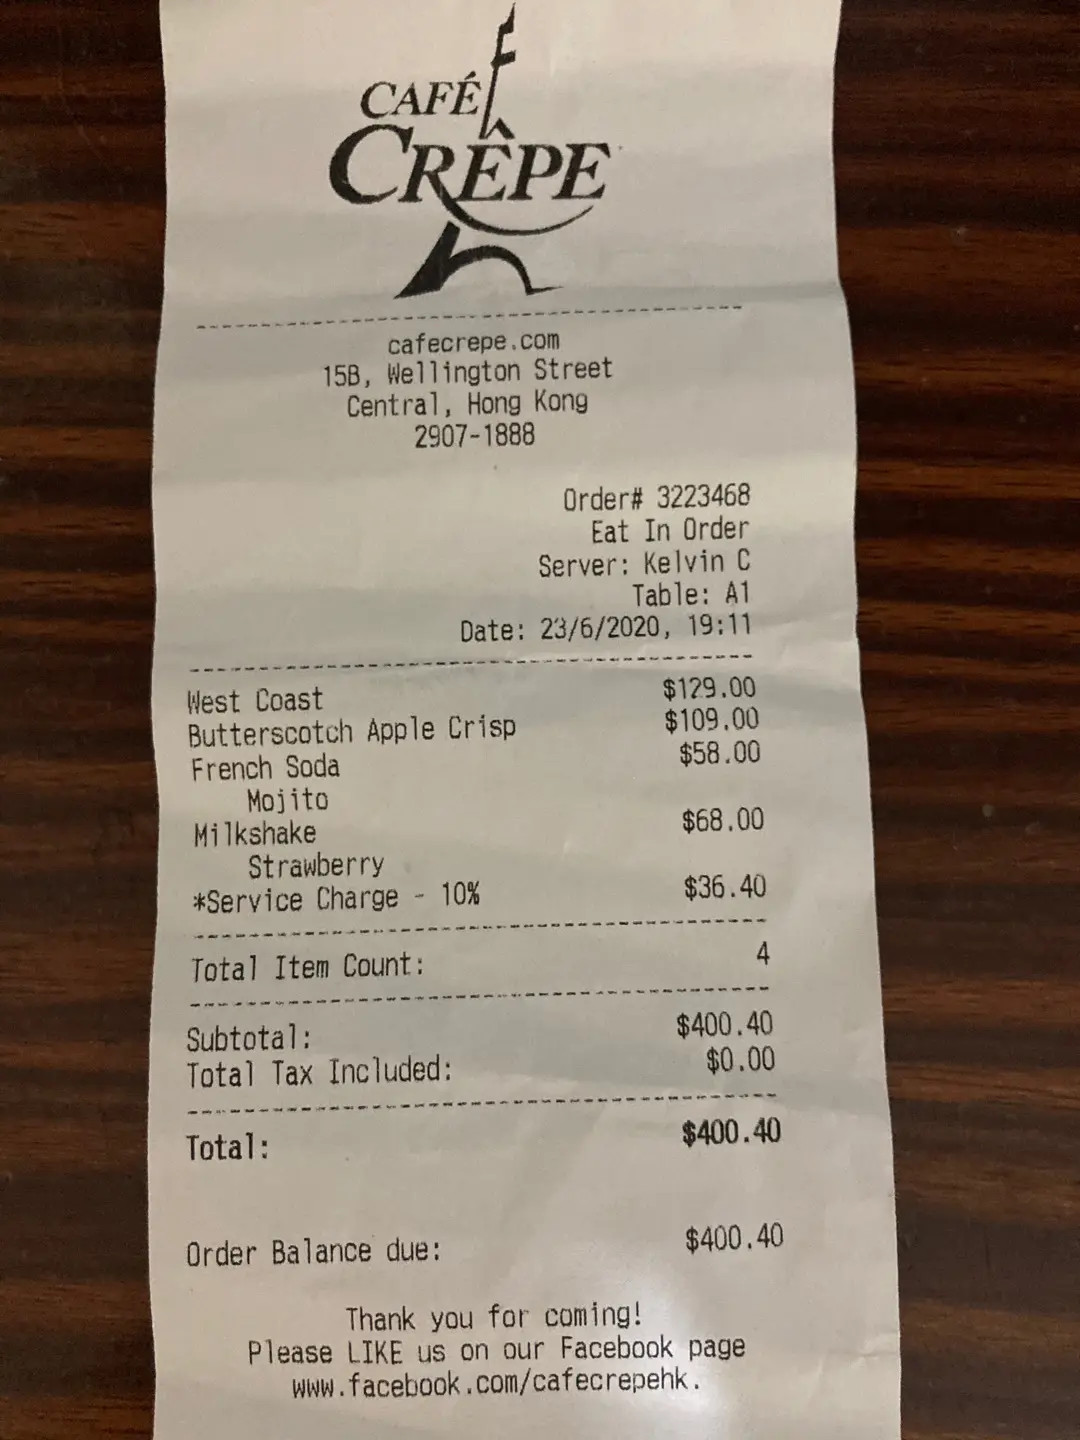 CAFÉ
CRÊPE
cafecrepe.com
15B, Wellington Street
Central, Hong Kong
2907-1888
Order# 3223468
Eat In Order
Server: Kelvin C
Table: A1
Date: 23/6/2020, 19:11
West Coast $129.00
Butterscotch Apple Crisp $109.00
French Soda $58.00
Mojito
Milkshake $68.00
Strawberry
*Service Charge - 10% $36.40
Total Item Count: 4
Subtotal: $400.40
Total Tax Included: $0.00
Total: $400.40
Order Balance due: $400.40
Thank you for coming!
Please LIKE us on our Facebook page
www.facebook.com/cafecrepehk.